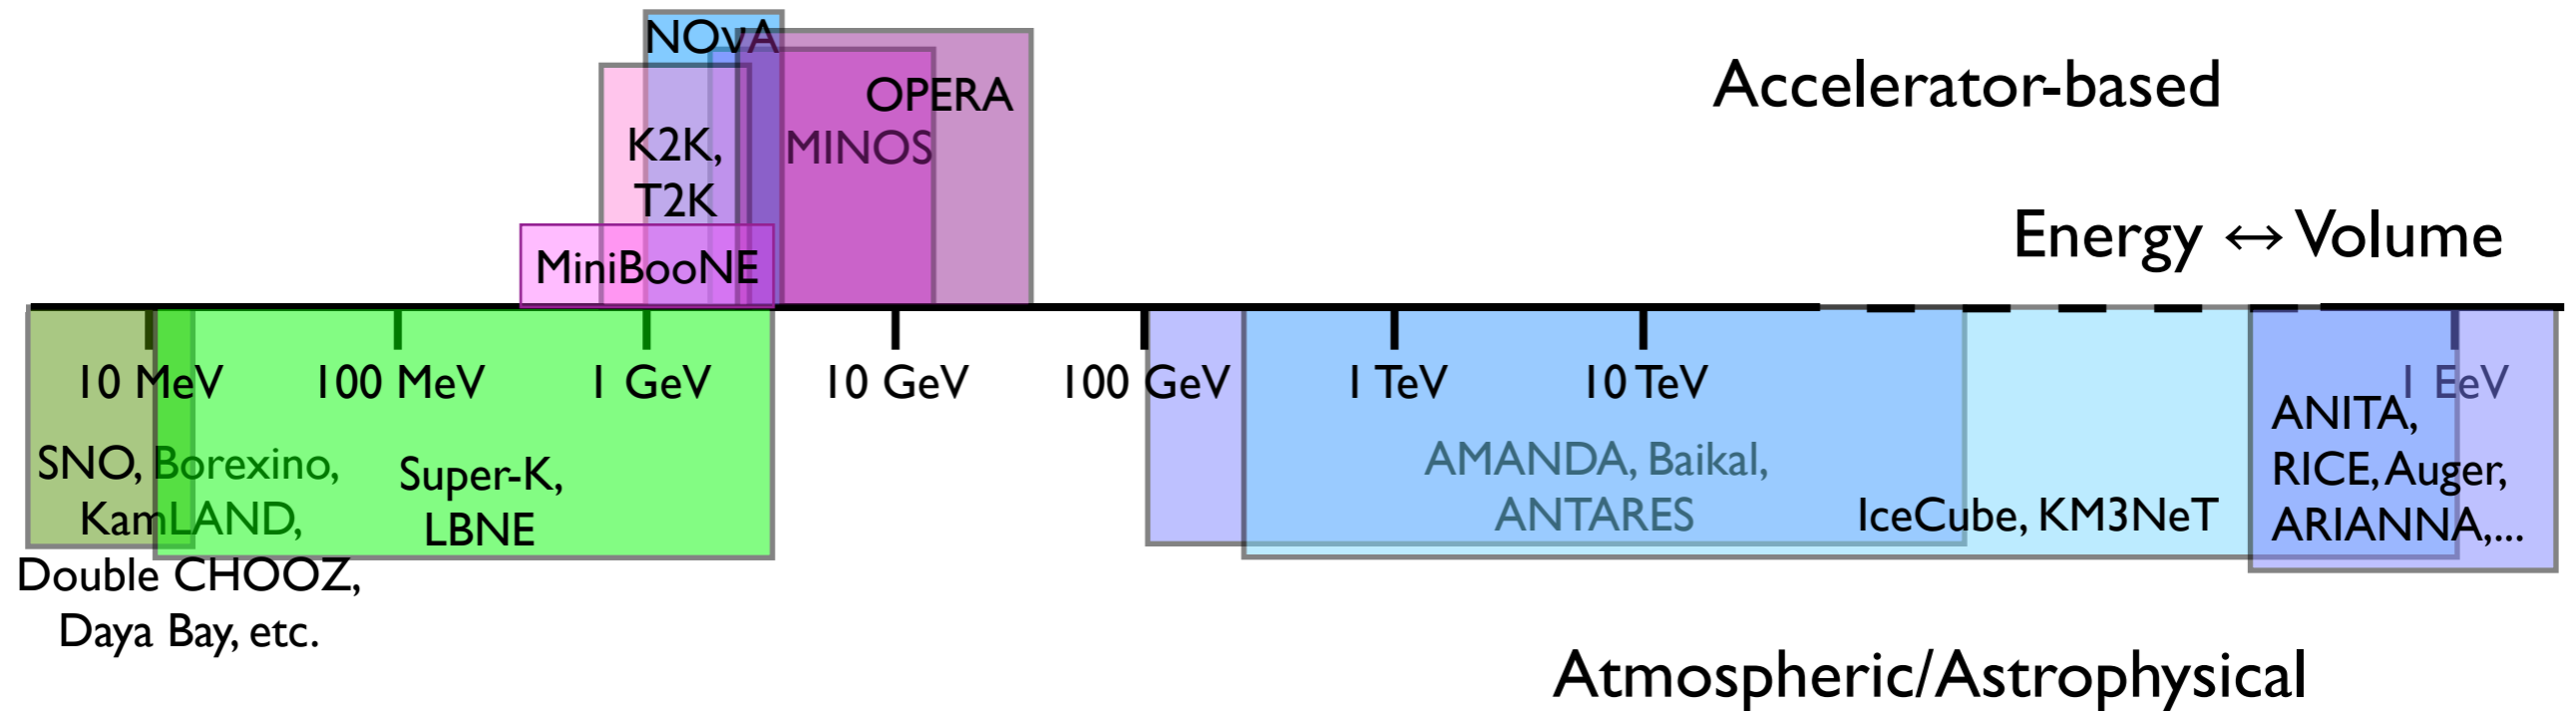 NOνA
OPERA
Accelerator-based
K2K,
T2K
MINOS
Energy ↔ Volume
MiniBooNE
10 MeV
100 MeV
1 GeV
10 GeV
100 GeV
1 TeV
10 TeV
1 EeV
SNO, Borexino,
KamLAND,
Double CHOOZ,
Daya Bay, etc.
Super-K,
LBNE
AMANDA, Baikal,
ANTARES
IceCube, KM3NeT
ANITA,
RICE, Auger,
ARIANNA,...
Atmospheric/Astrophysical